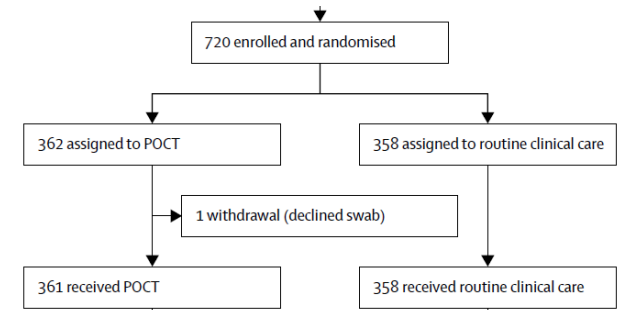 720 enrolled and randomised
362 assigned to POCT
358 assigned to routine clinical care
1 withdrawal (declined swab)
361 received POCT
358 received routine clinical care